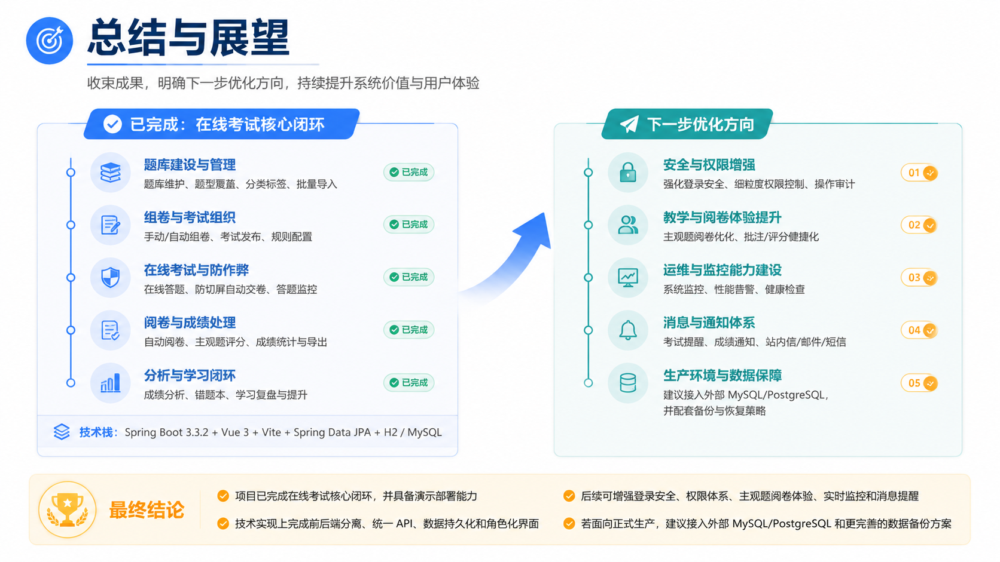 总结与展望
收束成果，明确下一步优化方向，持续提升系统价值与用户体验
已完成：在线考试核心闭环
题库建设与管理
题库维护、题型、分类标签、批量导入
已完成
组卷与考试组织
手动/自动组卷、考试发布、规则配置
已完成
在线考试与防作弊
在线答题、防切屏自动交卷、答题监控
已完成
阅卷与成绩处理
自动阅卷、主观题评分、成绩统计与导出
已完成
分析与学习闭环
成绩分析、错题本、学习复盘与提升
已完成
技术栈：Spring Boot 3.3.2 + Vue 3 + Vite + Spring Data JPA + H2 / MySQL
下一步优化方向
安全与权限增强
强化登录安全、细粒度权限控制、操作审计
01
教学与阅卷体验提升
主观题阅卷优化、批注/评分健捷化
02
运维与监控能力建设
系统监控、性能普警、健康检查
03
消息与通知体系
考试提醒、成绩通知、站内信/邮件/短信
04
生产环境与数据保障
建议接入外部 MySQL/PostgreSQL，
并配套备份与恢复策略
05
最终结论
项目已完成在线考试核心闭环，并具备演示部署能力
后续可增强登录安全、权限体系、主观题阅卷体验、实时监控和消息提醒
技术实现上完成前后端分离、统一 API、数据持久化和角色化界面
若面向正式生产，建议接入外部 MySQL/PostgreSQL 和更完善的数据备份方案